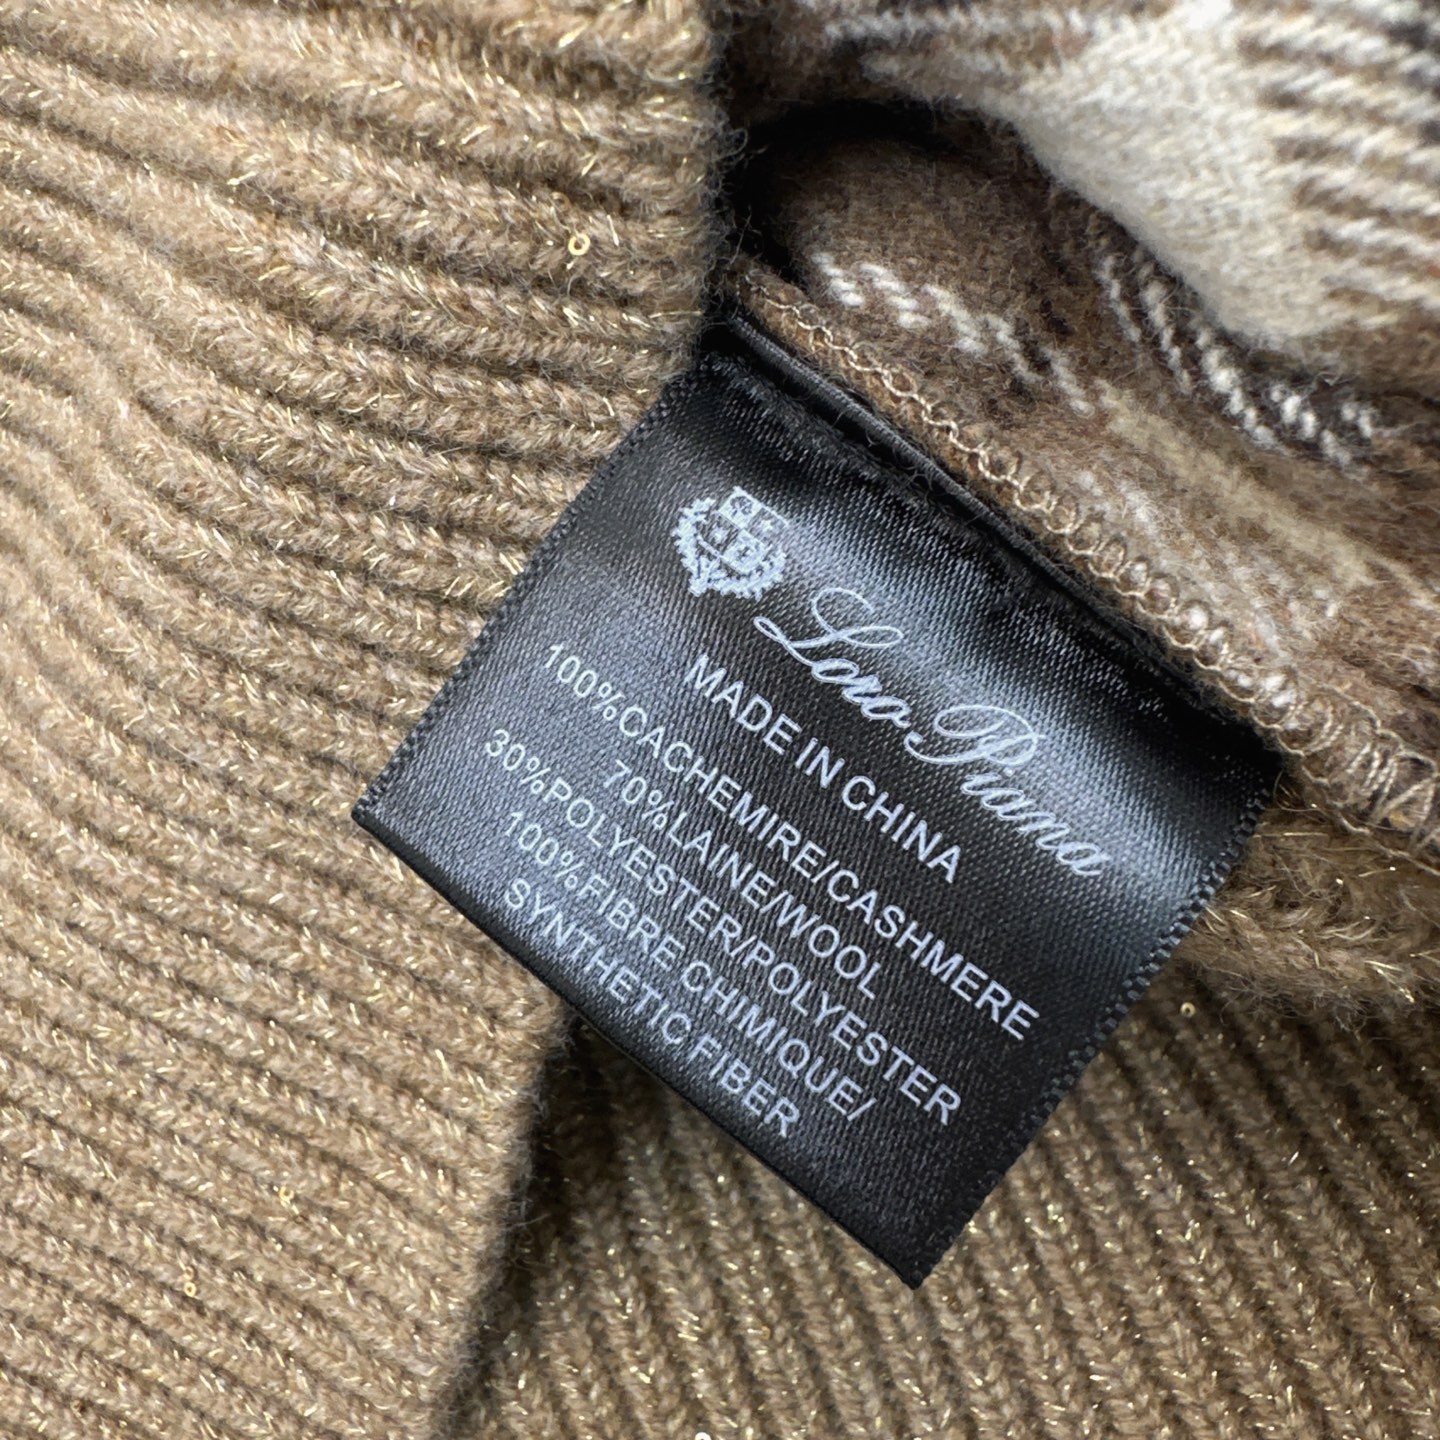 Loro Piana
MADE IN CHINA
100%CACHEMIRE/CASHMERE
70%LAINE/WOOL
30%POLYESTER/POLYESTER
100%FIBRE CHIMIQUE/
SYNTHETIC FIBER